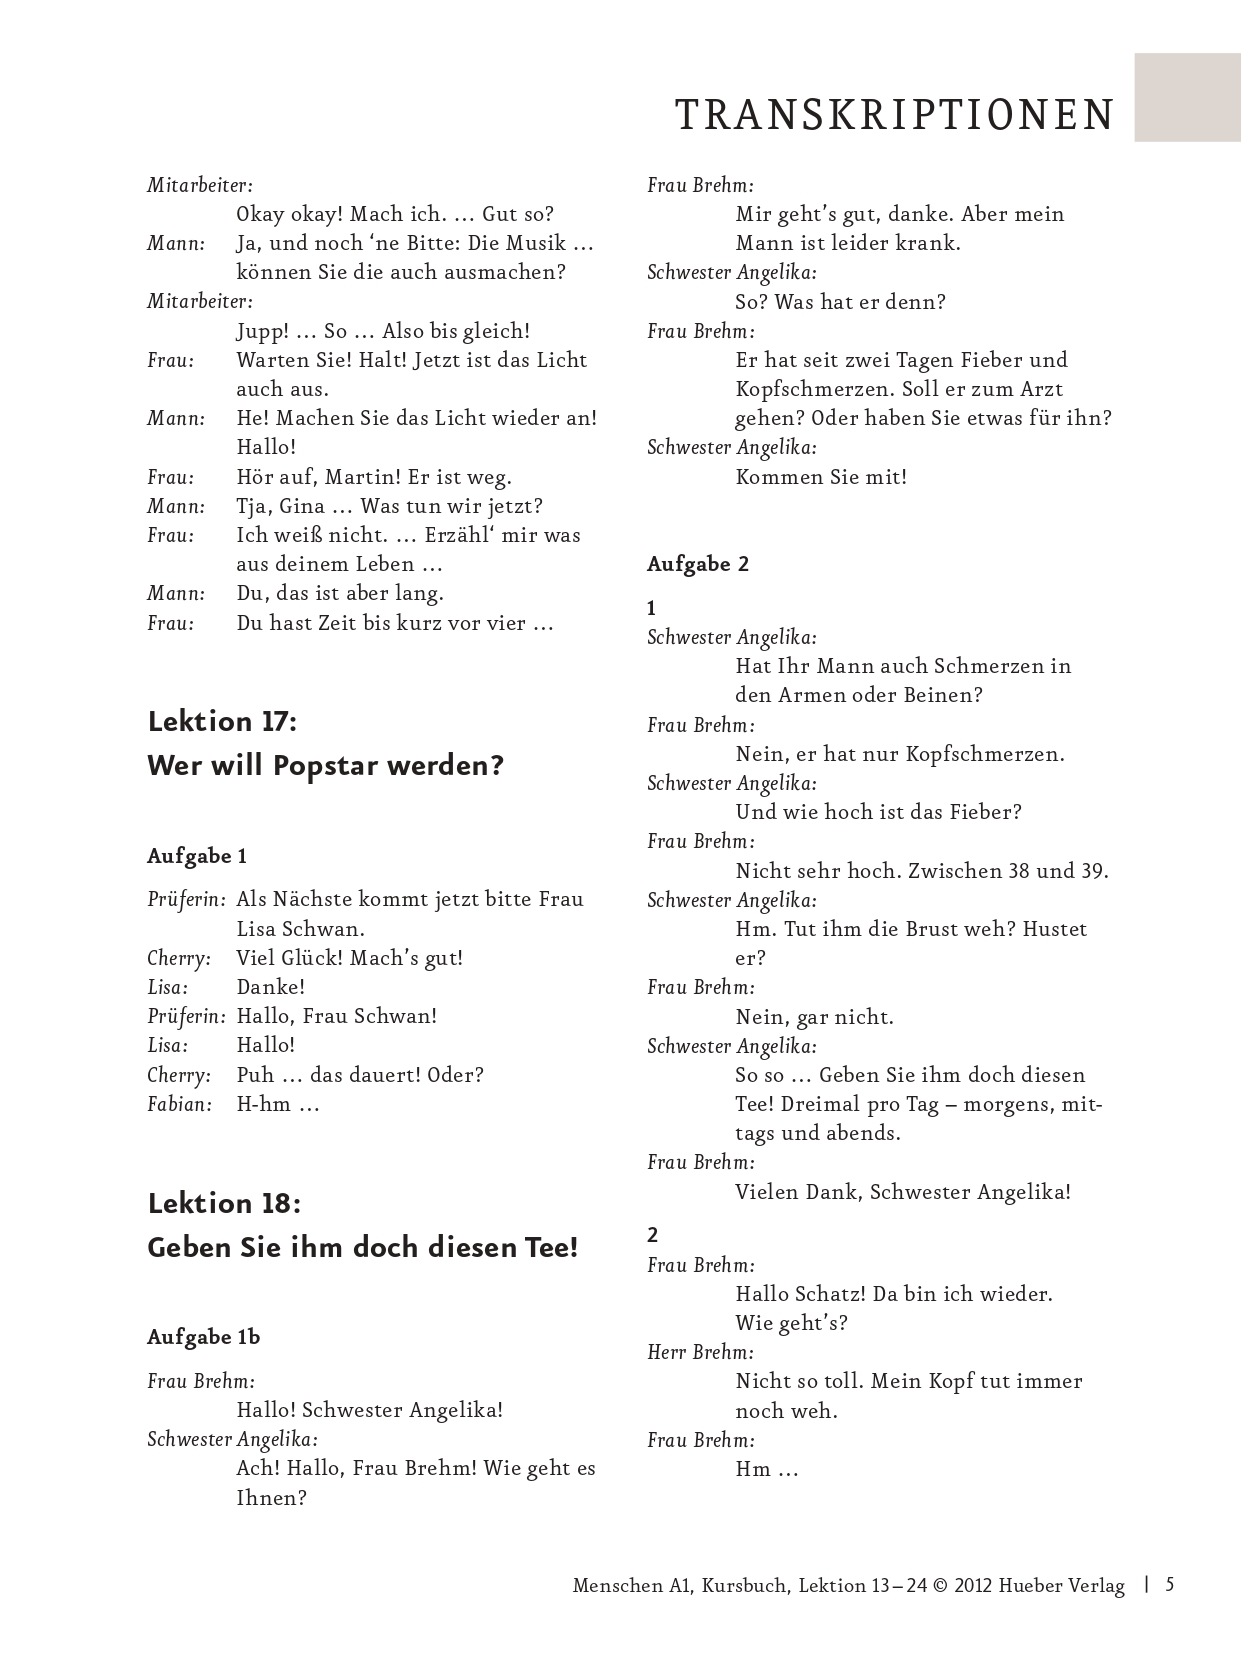 TRANSKRIPTIONEN
Mitarbeiter:
Okay okay! Mach ich. … Gut so?
Mann: Ja, und noch ‘ne Bitte: Die Musik …
können Sie die auch ausmachen?
Mitarbeiter:
Jupp! … So … Also bis gleich!
Frau: Warten Sie! Halt! Jetzt ist das Licht
auch aus.
Mann: He! Machen Sie das Licht wieder an!
Hallo!
Frau: Hör auf, Martin! Er ist weg.
Mann: Tja, Gina … Was tun wir jetzt?
Frau: Ich weiß nicht. … Erzähl‘ mir was
aus deinem Leben …
Mann: Du, das ist aber lang.
Frau: Du hast Zeit bis kurz vor vier …
Lektion 17:
Wer will Popstar werden?
Aufgabe 1
Prüferin: Als Nächste kommt jetzt bitte Frau
Lisa Schwan.
Cherry: Viel Glück! Mach’s gut!
Lisa: Danke!
Prüferin: Hallo, Frau Schwan!
Lisa: Hallo!
Cherry: Puh … das dauert! Oder?
Fabian: H-hm …
Lektion 18:
Geben Sie ihm doch diesen Tee!
Aufgabe 1b
Frau Brehm:
Hallo! Schwester Angelika!
Schwester Angelika:
Ach! Hallo, Frau Brehm! Wie geht es
Ihnen?
Frau Brehm:
Mir geht’s gut, danke. Aber mein
Mann ist leider krank.
Schwester Angelika:
So? Was hat er denn?
Frau Brehm:
Er hat seit zwei Tagen Fieber und
Kopfschmerzen. Soll er zum Arzt
gehen? Oder haben Sie etwas für ihn?
Schwester Angelika:
Kommen Sie mit!
Aufgabe 2
1
Schwester Angelika:
Hat Ihr Mann auch Schmerzen in
den Armen oder Beinen?
Frau Brehm:
Nein, er hat nur Kopfschmerzen.
Schwester Angelika:
Und wie hoch ist das Fieber?
Frau Brehm:
Nicht sehr hoch. Zwischen 38 und 39.
Schwester Angelika:
Hm. Tut ihm die Brust weh? Hustet
er?
Frau Brehm:
Nein, gar nicht.
Schwester Angelika:
So so … Geben Sie ihm doch diesen
Tee! Dreimal pro Tag – morgens, mit-
tags und abends.
Frau Brehm:
Vielen Dank, Schwester Angelika!
2
Frau Brehm:
Hallo Schatz! Da bin ich wieder.
Wie geht’s?
Herr Brehm:
Nicht so toll. Mein Kopf tut immer
noch weh.
Frau Brehm:
Hm …
Menschen A1, Kursbuch, Lektion 13 – 24 © 2012 Hueber Verlag | 5